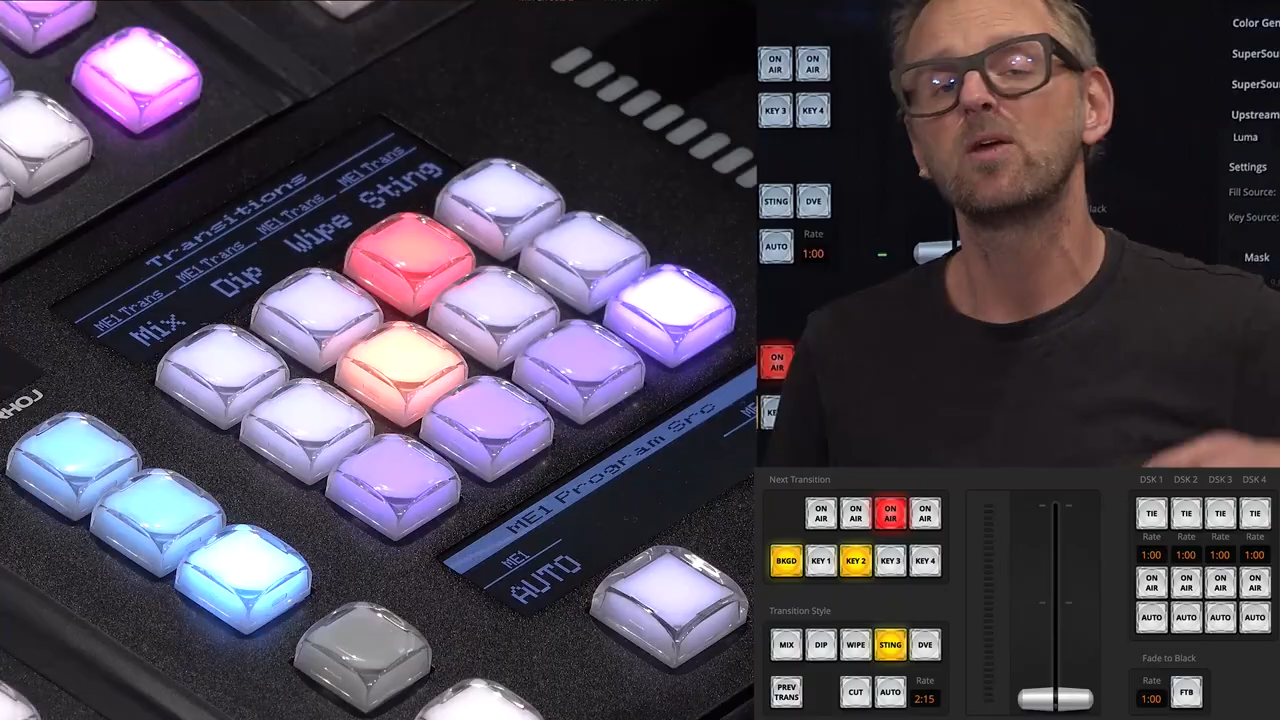 Transitions
ME1 Trans
ME1 Trans
ME1 Trans
ME1 Trans
Mix
Dip
Wipe
Sting
ME1 Program Src
ME1
AUTO
ON AIR
ON AIR
KEY 3
KEY 4
STING
DVE
AUTO
Rate
1:00
ON AIR
Color Gen
SuperSou
SuperSou
Upstream
Luma
Settings
Fill Source:
Key Source:
Mask
Next Transition
ON AIR
ON AIR
ON AIR
ON AIR
BKGD
KEY 1
KEY 2
KEY 3
KEY 4
Transition Style
MIX
DIP
WIPE
STING
DVE
PREV TRANS
CUT
AUTO
Rate
2:15
DSK 1
DSK 2
DSK 3
DSK 4
TIE
TIE
TIE
TIE
Rate
Rate
Rate
Rate
1:00
1:00
1:00
1:00
ON AIR
ON AIR
ON AIR
ON AIR
AUTO
AUTO
AUTO
AUTO
Fade to Black
Rate
1:00
FTB